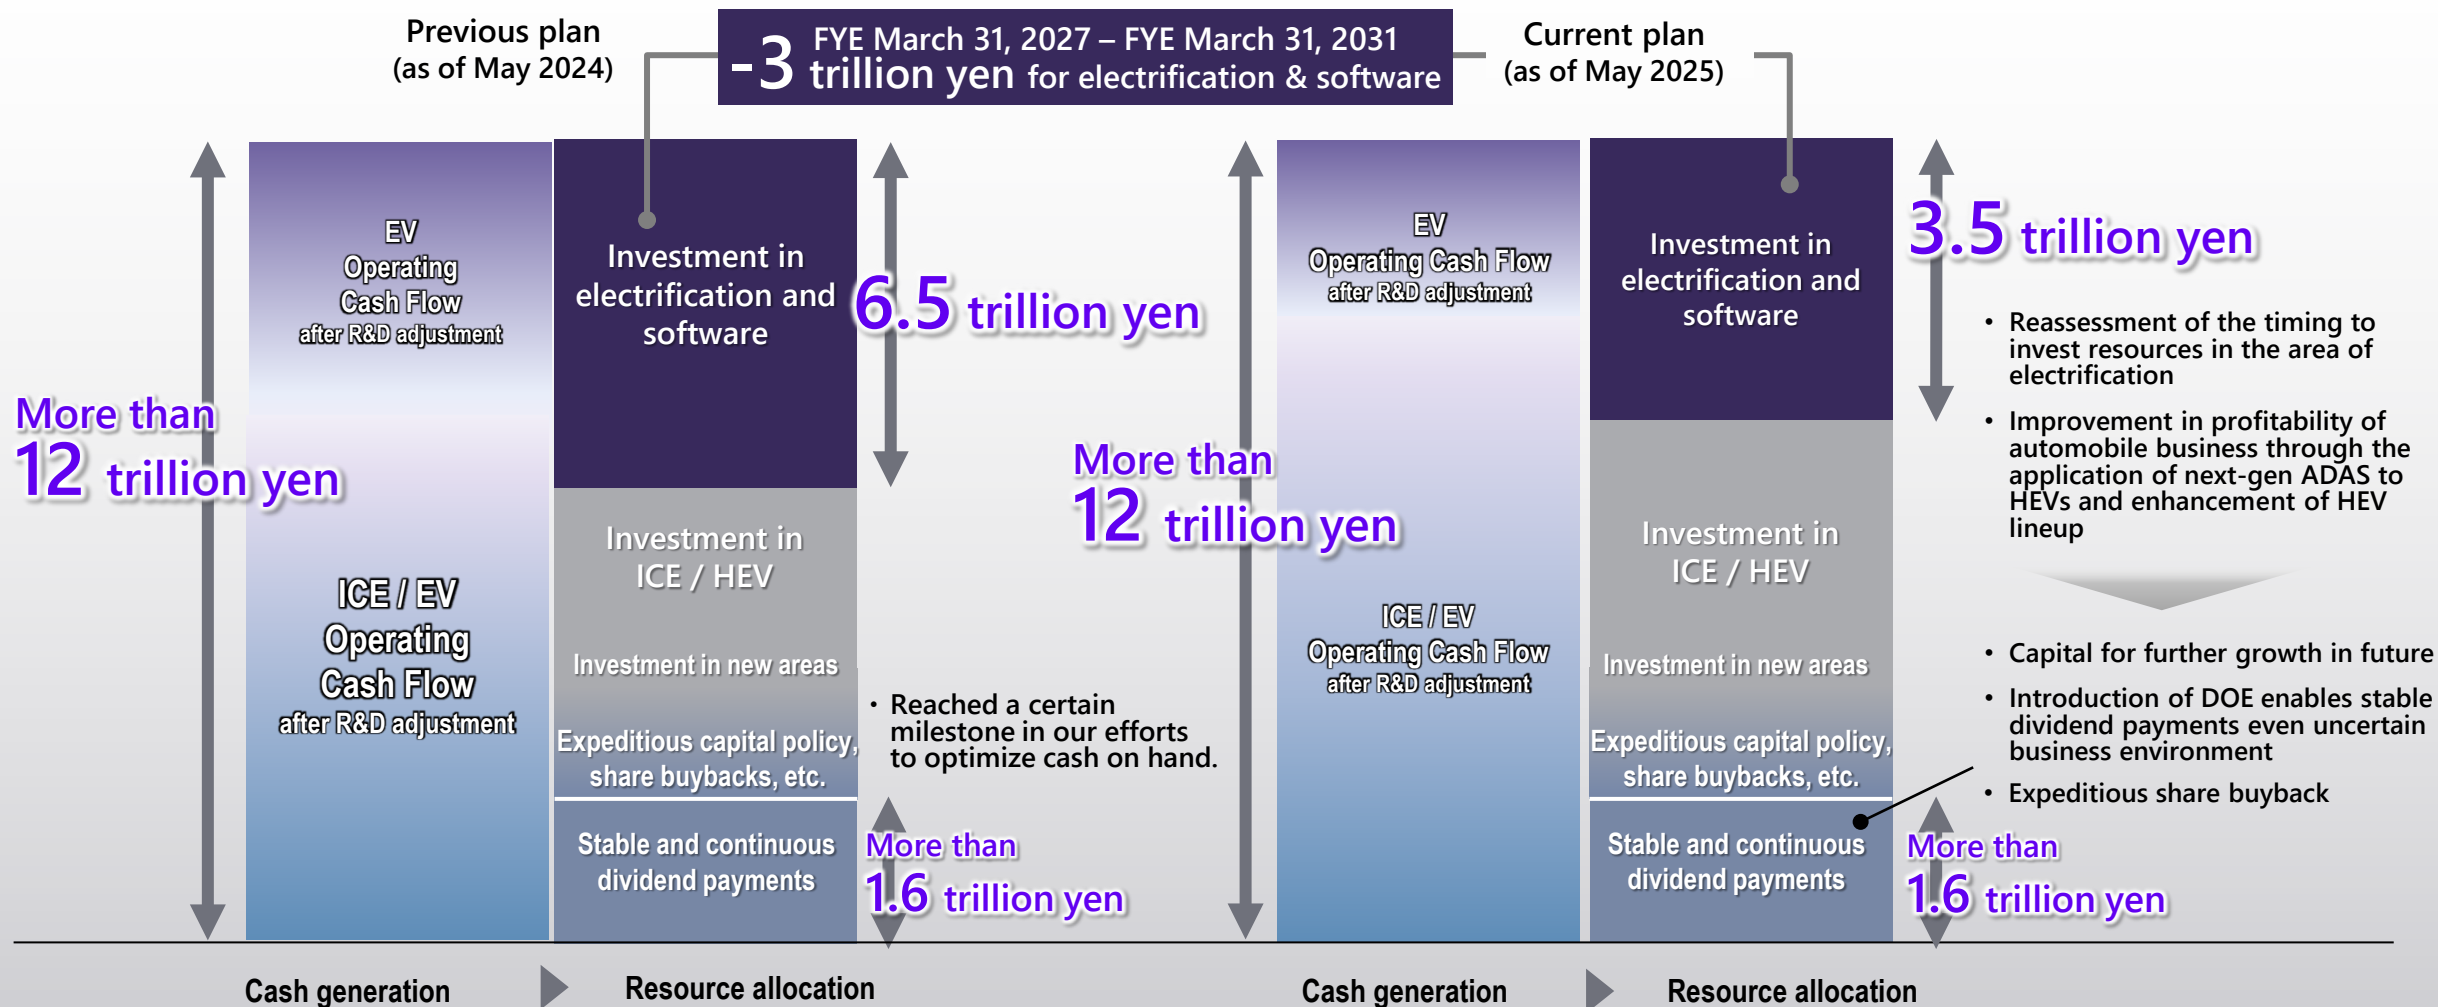 Previous plan
(as of May 2024)
FYE March 31, 2027 – FYE March 31, 2031
-3 trillion yen for electrification & software
Current plan
(as of May 2025)
More than
12 trillion yen
EV
Operating
Cash Flow
after R&D adjustment
ICE / EV
Operating
Cash Flow
after R&D adjustment
Investment in
electrification and
software
6.5 trillion yen
Investment in
ICE / HEV
Investment in new areas
Expeditious capital policy,
share buybacks, etc.
• Reached a certain
milestone in our efforts
to optimize cash on hand.
Stable and continuous
dividend payments
More than
1.6 trillion yen
Cash generation
Resource allocation
More than
12 trillion yen
EV
Operating Cash Flow
after R&D adjustment
ICE / EV
Operating Cash Flow
after R&D adjustment
Investment in
electrification and
software
3.5 trillion yen
Investment in
ICE / HEV
Investment in new areas
Expeditious capital policy,
share buybacks, etc.
Stable and continuous
dividend payments
More than
1.6 trillion yen
• Reassessment of the timing to
invest resources in the area of
electrification
• Improvement in profitability of
automobile business through the
application of next-gen ADAS to
HEVs and enhancement of HEV
lineup
• Capital for further growth in future
• Introduction of DOE enables stable
dividend payments even uncertain
business environment
• Expeditious share buyback
Cash generation
Resource allocation